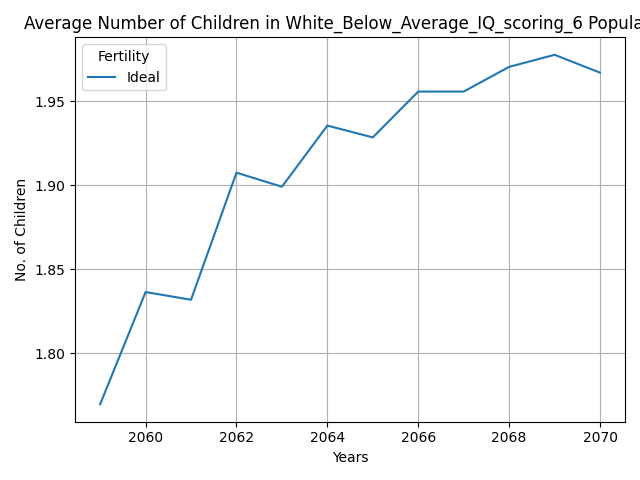 Average Number of Children in White_Below_Average_IQ_scoring_6 Popula
Fertility
Ideal
No. of Children
1.95
1.90
1.85
1.80
2060 2062 2064 2066 2068 2070
Years